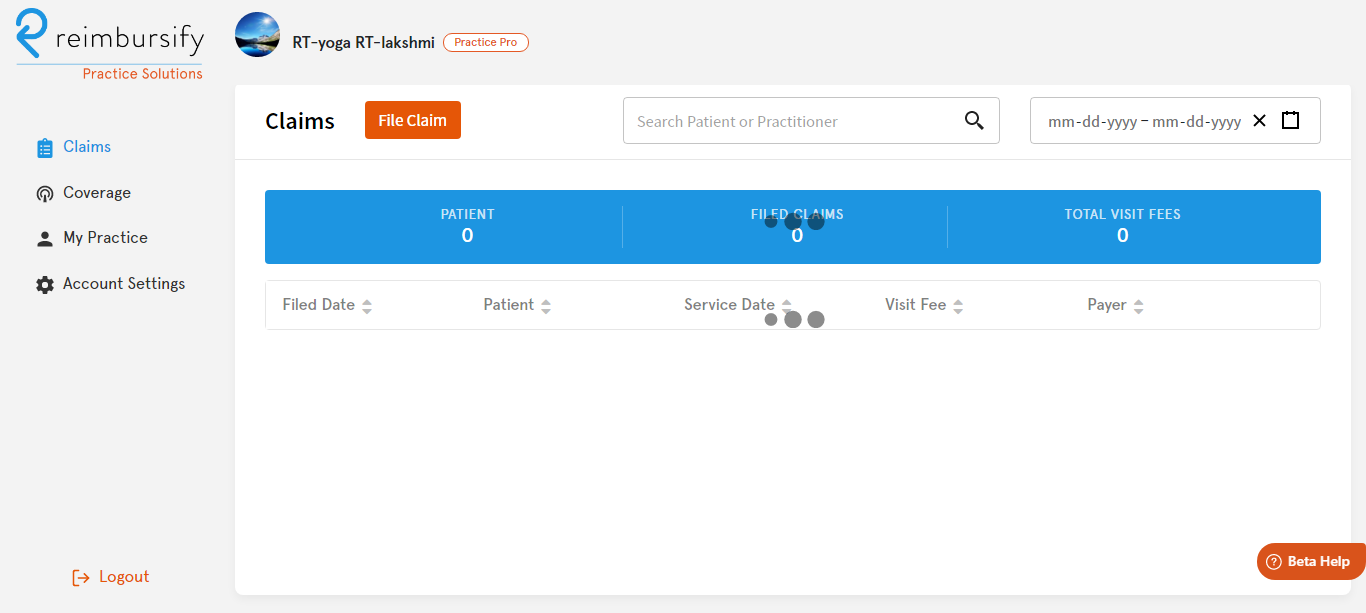 reimbursify
Practice Solutions
RT-yoga RT-lakshmi Practice Pro
Claims
Coverage
My Practice
Account Settings
Logout
Claims File Claim Search Patient or Practitioner mm-dd-yyyy – mm-dd-yyyy
PATIENT FILED CLAIMS TOTAL VISIT FEES
0 0 0
Filed Date Patient Service Date Visit Fee Payer
Beta Help